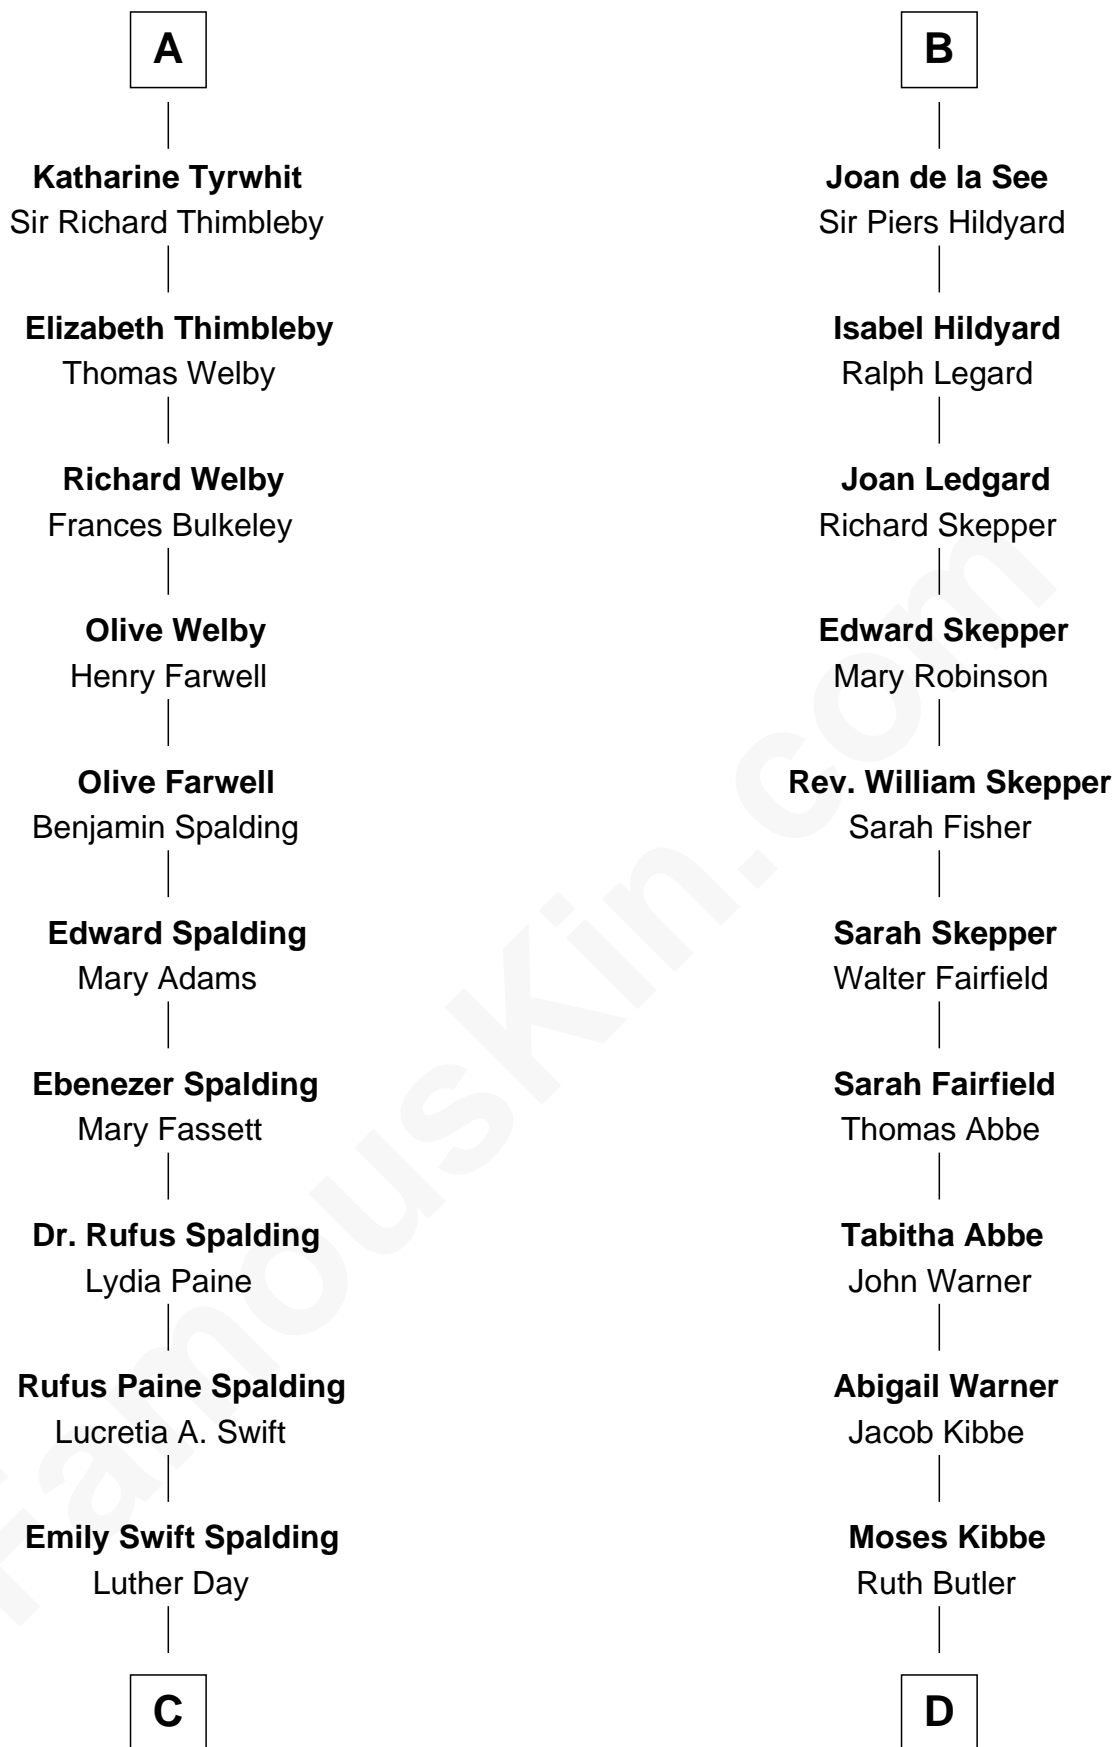 A
Katharine Tyrwhit
Sir Richard Thimbleby
Elizabeth Thimbleby
Thomas Welby
Richard Welby
Frances Bulkeley
Olive Welby
Henry Farwell
Olive Farwell
Benjamin Spalding
Edward Spalding
Mary Adams
Ebenezer Spalding
Mary Fassett
Dr. Rufus Spalding
Lydia Paine
Rufus Paine Spalding
Lucretia A. Swift
Emily Swift Spalding
Luther Day
C
B
Joan de la See
Sir Piers Hildyard
Isabel Hildyard
Ralph Legard
Joan Ledgard
Richard Skepper
Edward Skepper
Mary Robinson
Rev. William Skepper
Sarah Fisher
Sarah Skepper
Walter Fairfield
Sarah Fairfield
Thomas Abbe
Tabitha Abbe
John Warner
Abigail Warner
Jacob Kibbe
Moses Kibbe
Ruth Butler
D
FamousKin.com